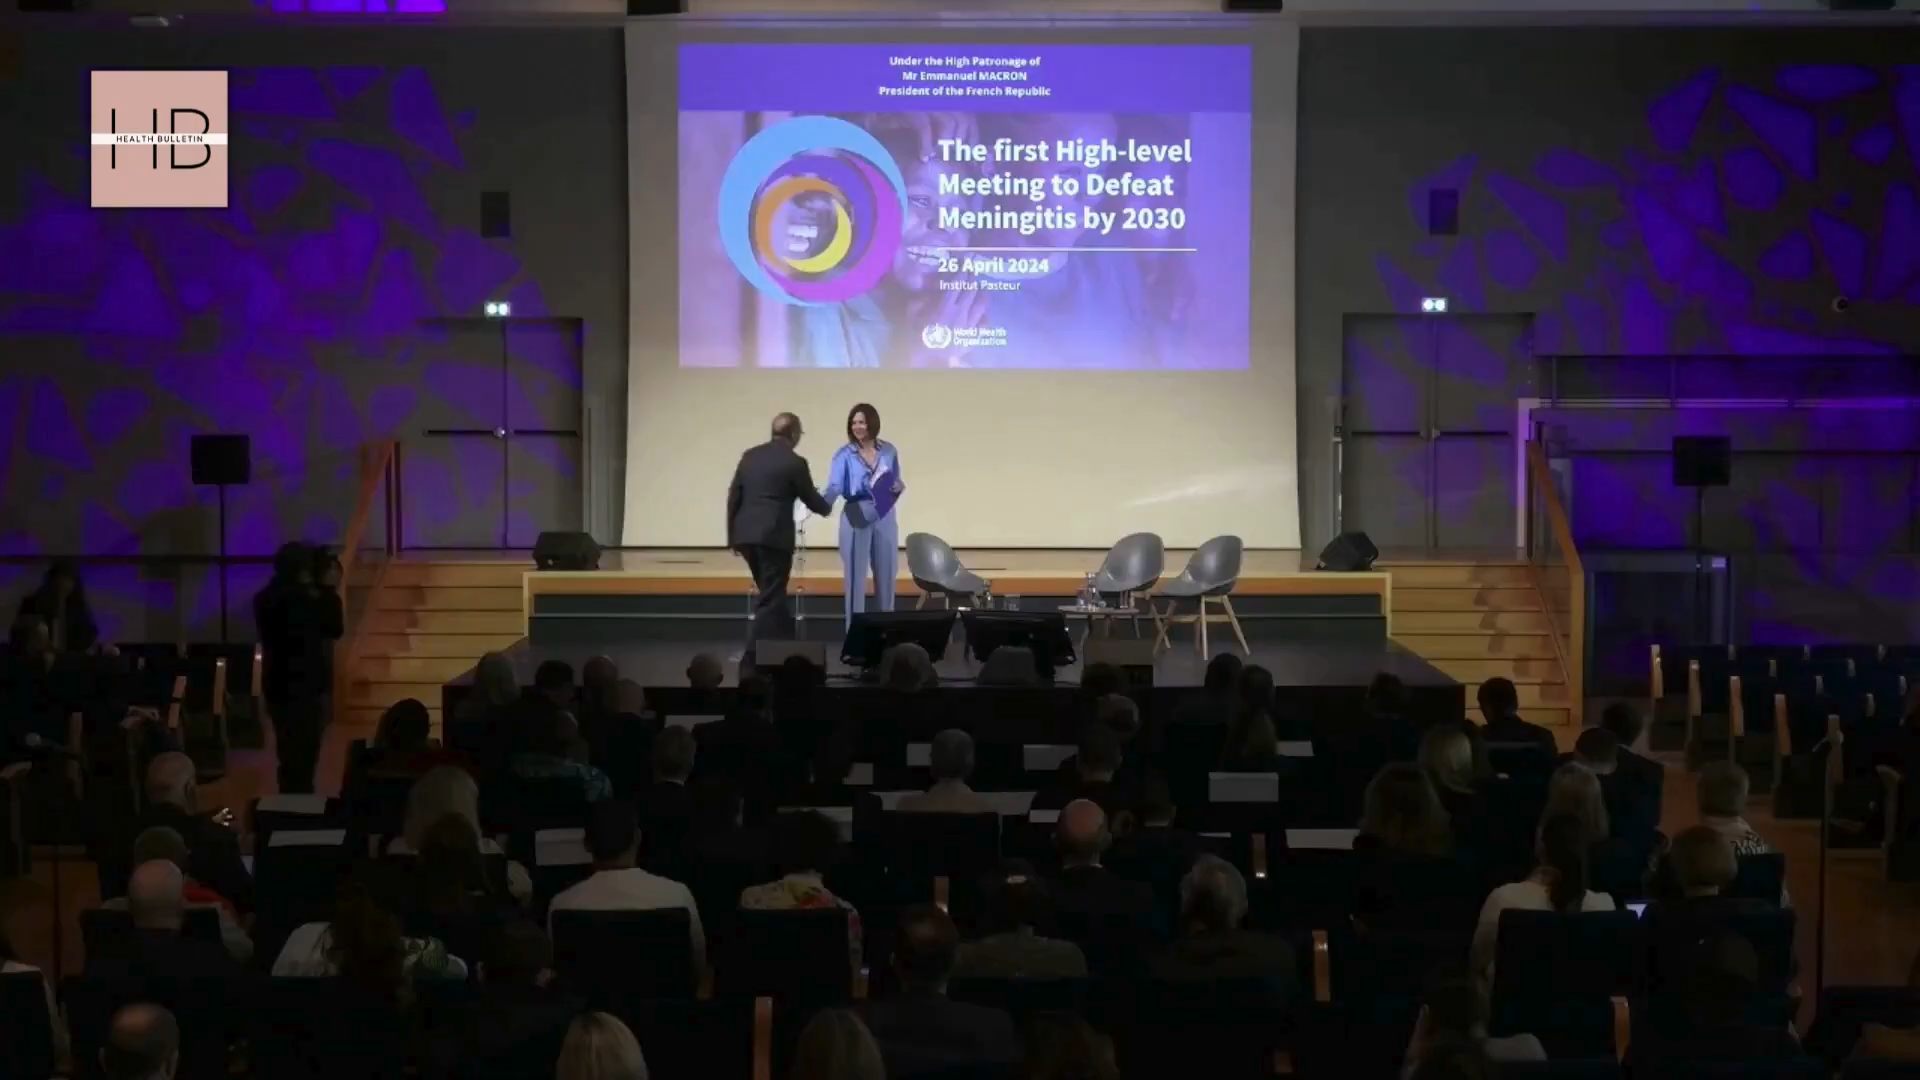 HB
HEALTH BULLETIN
Under the High Patronage of
Mr Emmanuel MACRON
President of the French Republic
The first High-level
Meeting to Defeat
Meningitis by 2030
26 April 2024
Institut Pasteur
World Health
Organization